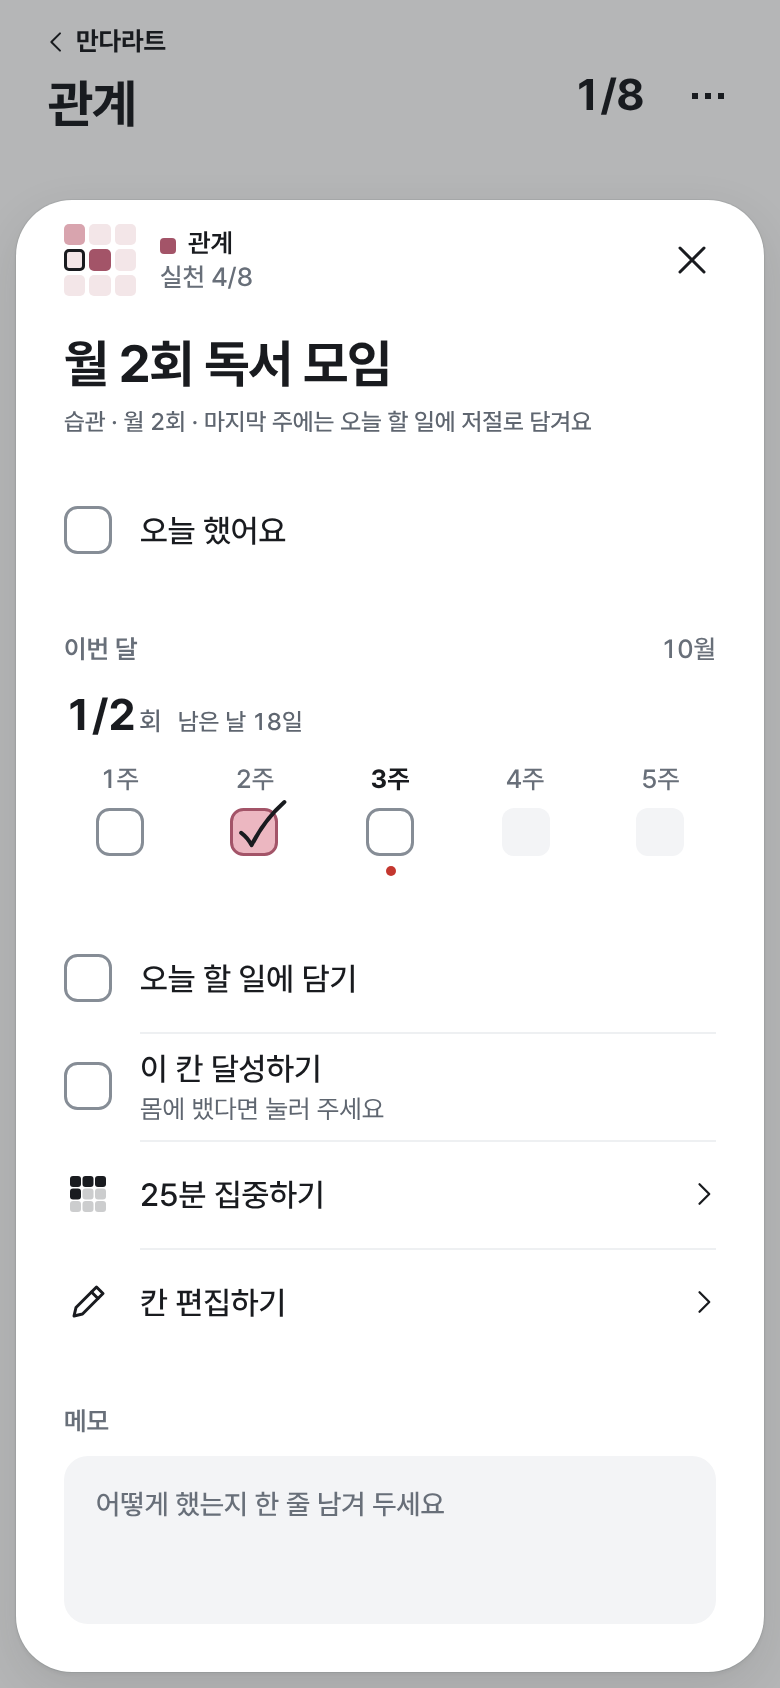 만다라트
관계
1/8
관계
실천 4/8
월 2회 독서 모임
습관 · 월 2회 · 마지막 주에는 오늘 할 일에 저절로 담겨요
오늘 했어요
이번 달
10월
1/2회 남은 날 18일
1주 2주 3주 4주 5주
오늘 할 일에 담기
이 칸 달성하기
몸에 뱄다면 눌러 주세요
25분 집중하기
칸 편집하기
메모
어떻게 했는지 한 줄 남겨 두세요